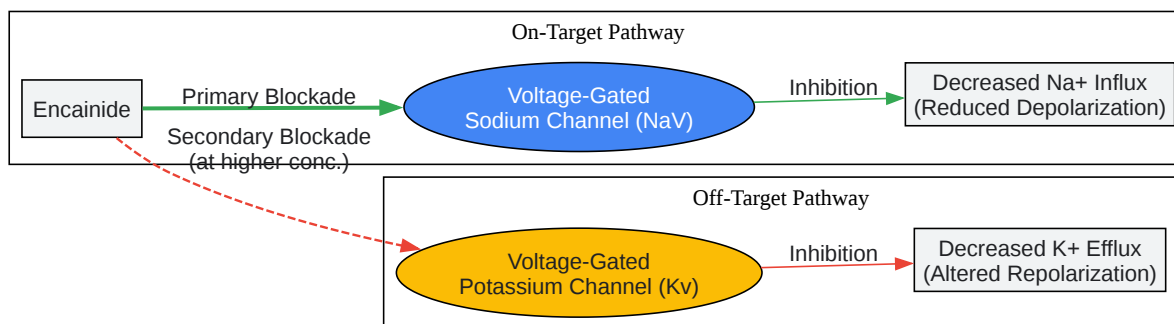 On-Target Pathway
Encainide
Primary Blockade
Secondary Blockade
(at higher conc.)
Voltage-Gated
Sodium Channel (NaV)
Inhibition
Decreased Na+ Influx
(Reduced Depolarization)
Off-Target Pathway
Voltage-Gated
Potassium Channel (Kv)
Inhibition
Decreased K+ Efflux
(Altered Repolarization)